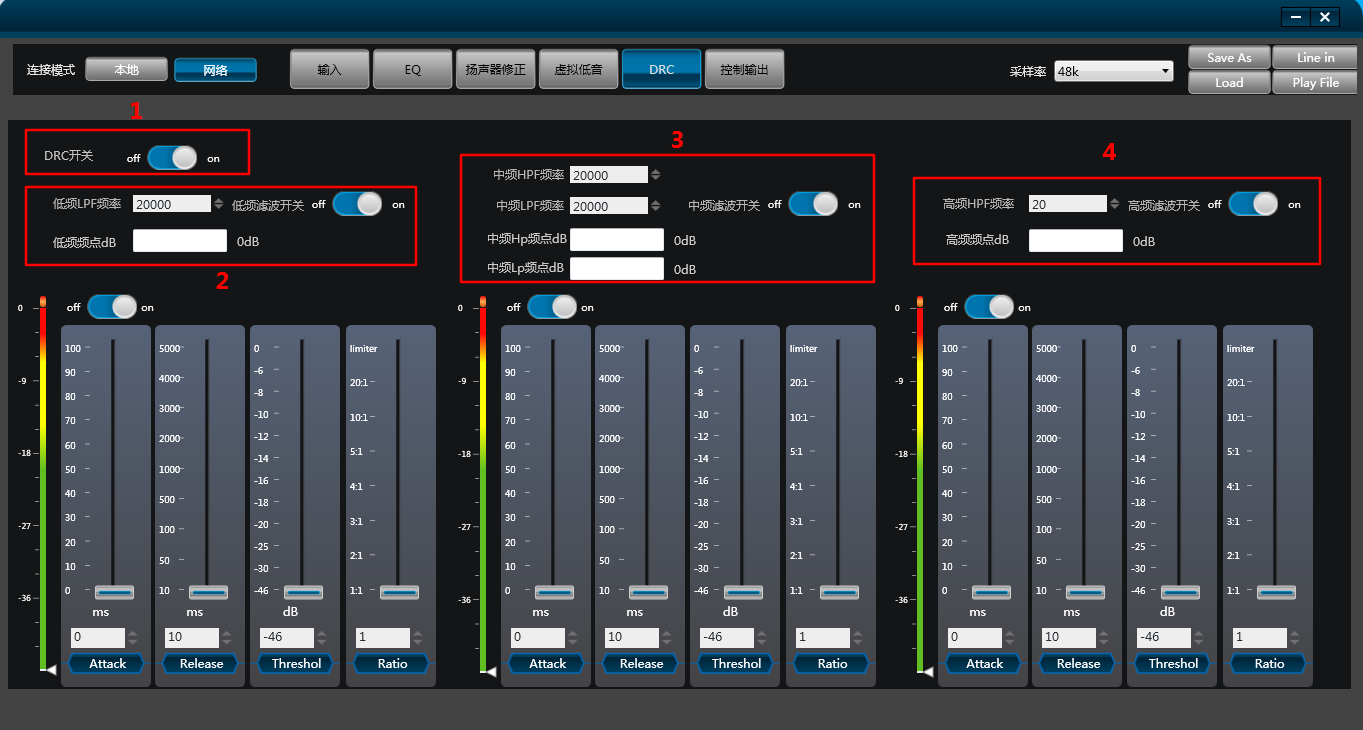 连接模式 本地 网络 输入 EQ 扬声器修正 虚拟低音 DRC 控制输出 采样率 48k Save As Line in
Load Play File
1
DRC开关 off on
低频LPF频率 20000 低频滤波开关 off on
低频频点dB 0dB
2
3
中频HPF频率 20000
中频LPF频率 20000 中频滤波开关 off on
中频Hp频点dB 0dB
中频Lp频点dB 0dB
4
高频HPF频率 20 高频滤波开关 off on
高频频点dB 0dB
0 off on
-9
-18
-27
-36
100 5000 0 limiter
90 4000 -6 20:1
80 3000 -8 10:1
70 2000 -10 5:1
60 1000 -12 4:1
50 500 -14 3:1
40 100 -16 2:1
30 50 -18 1:1
20 10 -20
10 -25
0 -30
-46
ms ms dB
0 10 -46 1
Attack Release Threshol Ratio
0 off on
-9
-18
-27
-36
100 5000 0 limiter
90 4000 -6 20:1
80 3000 -8 10:1
70 2000 -10 5:1
60 1000 -12 4:1
50 500 -14 3:1
40 100 -16 2:1
30 50 -18 1:1
20 10 -20
10 -25
0 -30
-46
ms ms dB
0 10 -46 1
Attack Release Threshol Ratio
0 off on
-9
-18
-27
-36
100 5000 0 limiter
90 4000 -6 20:1
80 3000 -8 10:1
70 2000 -10 5:1
60 1000 -12 4:1
50 500 -14 3:1
40 100 -16 2:1
30 50 -18 1:1
20 10 -20
10 -25
0 -30
-46
ms ms dB
0 10 -46 1
Attack Release Threshol Ratio